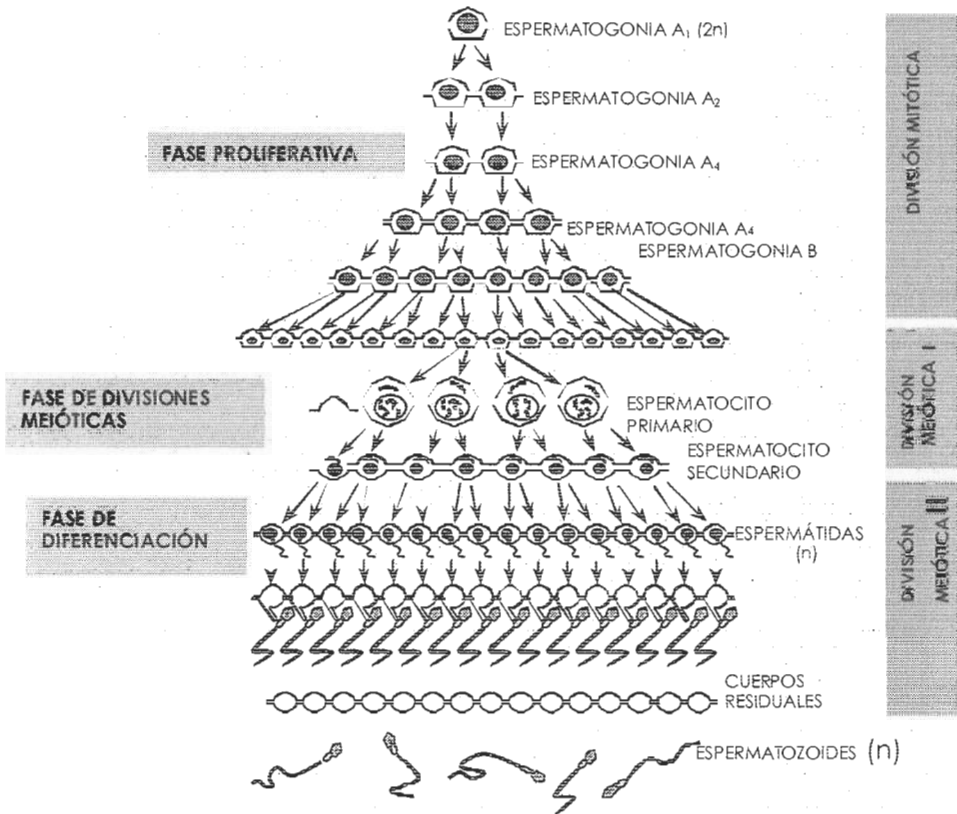 ESPERMATOGONIA A₁ (2n)
ESPERMATOGONIA A₂
FASE PROLIFERATIVA
ESPERMATOGONIA A₄
ESPERMATOGONIA A₄
ESPERMATOGONIA B
DIVISIÓN MITÓTICA
FASE DE DIVISIONES
MEIÓTICAS
ESPERMATOCITO
PRIMARIO
DIVISIÓN
MEIÓTICA I
ESPERMATOCITO
SECUNDARIO
FASE DE
DIFERENCIACIÓN
ESPERMÁTIDAS
(n)
DIVISIÓN
MEIÓTICA II
CUERPOS
RESIDUALES
ESPERMATOZOIDES (n)